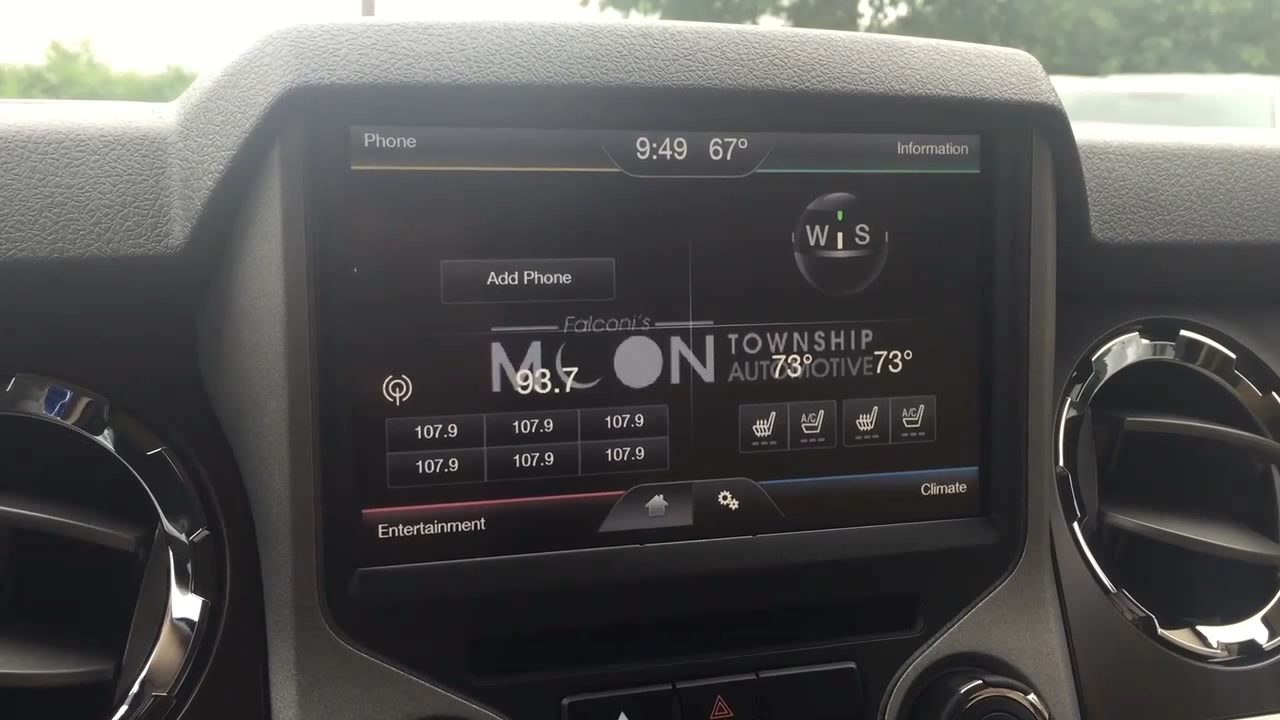 Phone
9:49 67°
Information
W S
Add Phone
Falconi's
MOON TOWNSHIP
AUTOMOTIVE
93.7
73° 73°
107.9 107.9 107.9
107.9 107.9 107.9
A/C A/C
Entertainment
Climate